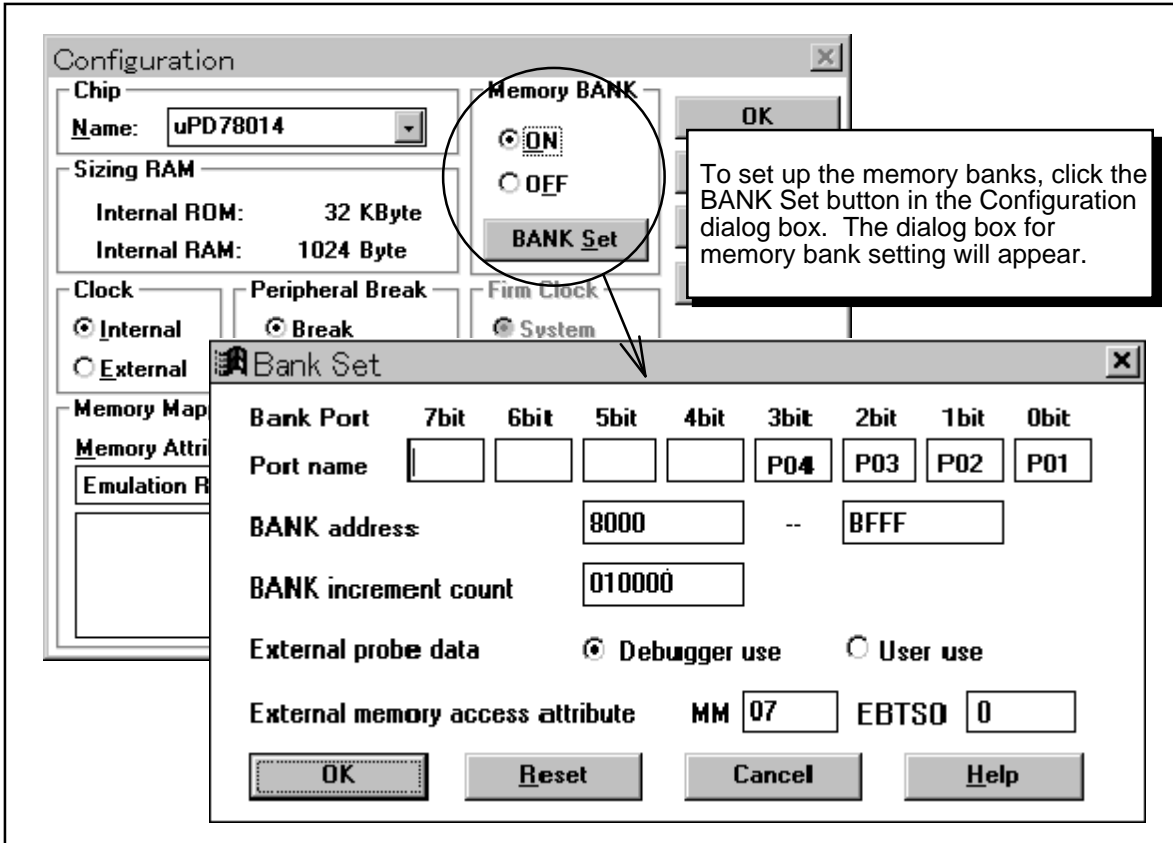 Configuration
Chip
Name: uPD78014
Sizing RAM
Internal ROM: 32 KByte
Internal RAM: 1024 Byte
Memory BANK
ON
OFF
BANK Set
OK
To set up the memory banks, click the
BANK Set button in the Configuration
dialog box. The dialog box for
memory bank setting will appear.
Clock
Internal
External
Peripheral Break
Break
Firm Clock
System
Memory Map
Memory Attri
Emulation R
Bank Set
Bank Port 7bit 6bit 5bit 4bit 3bit 2bit 1bit 0bit
Port name P04 P03 P02 P01
BANK address 8000 -- BFFF
BANK increment count 010000
External probe data Debugger use User use
External memory access attribute MM 07 EBTS0 0
OK Reset Cancel Help